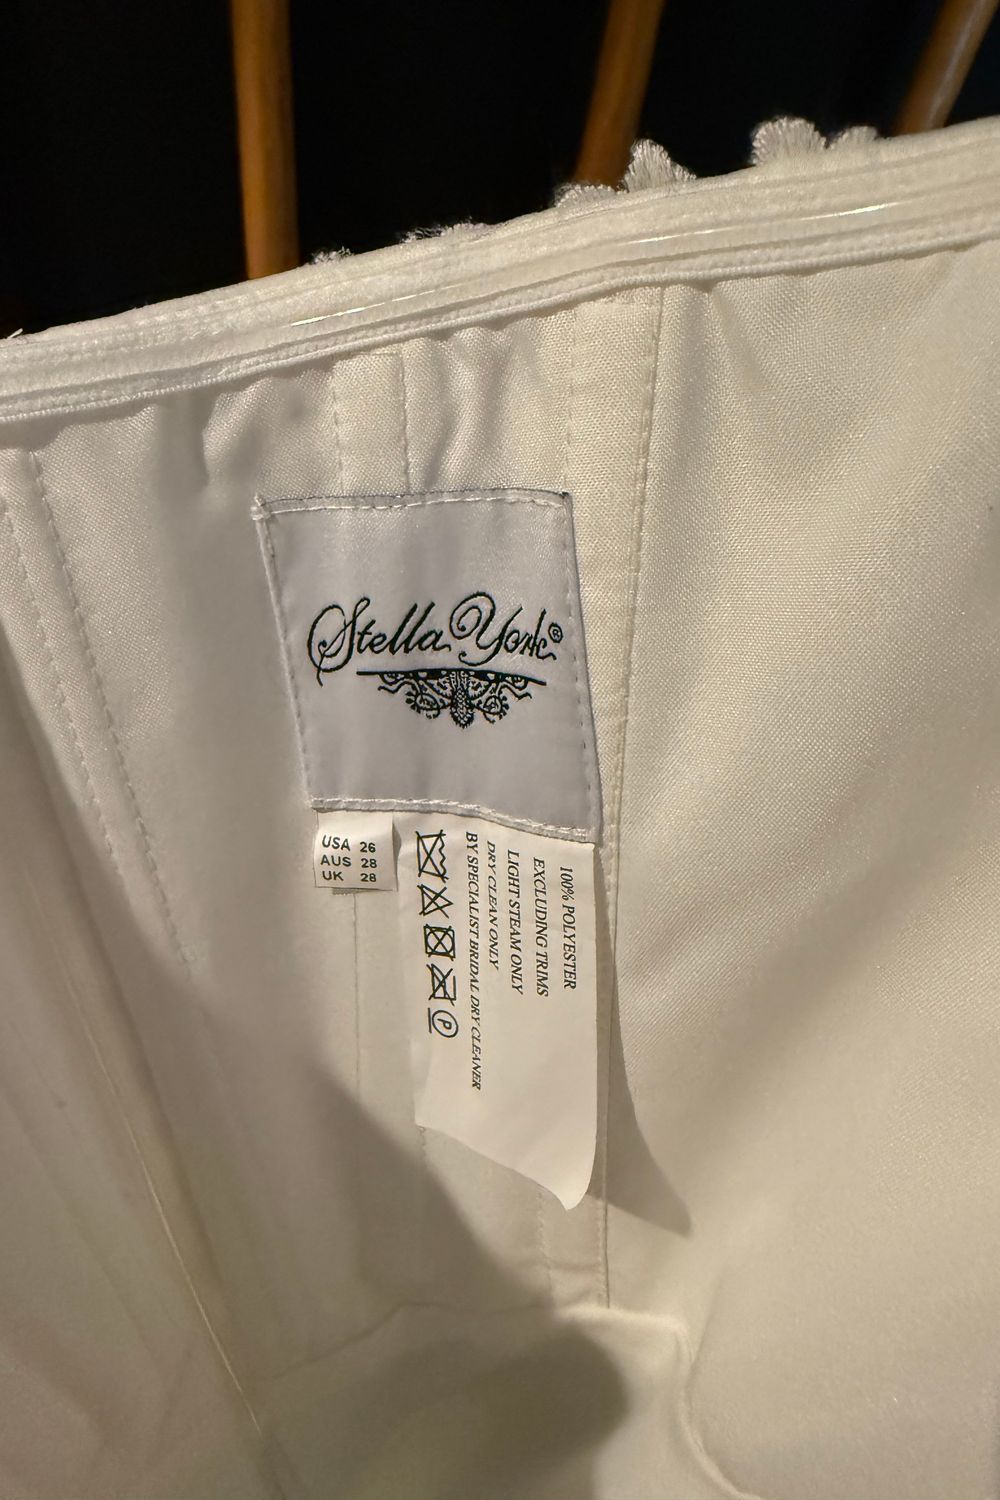 Stella York®
USA 26
AUS 28
UK 28
100% POLYESTER
EXCLUDING TRIMS
LIGHT STEAM ONLY
DRY CLEAN ONLY
BY SPECIALIST BRIDAL DRY CLEANER
P